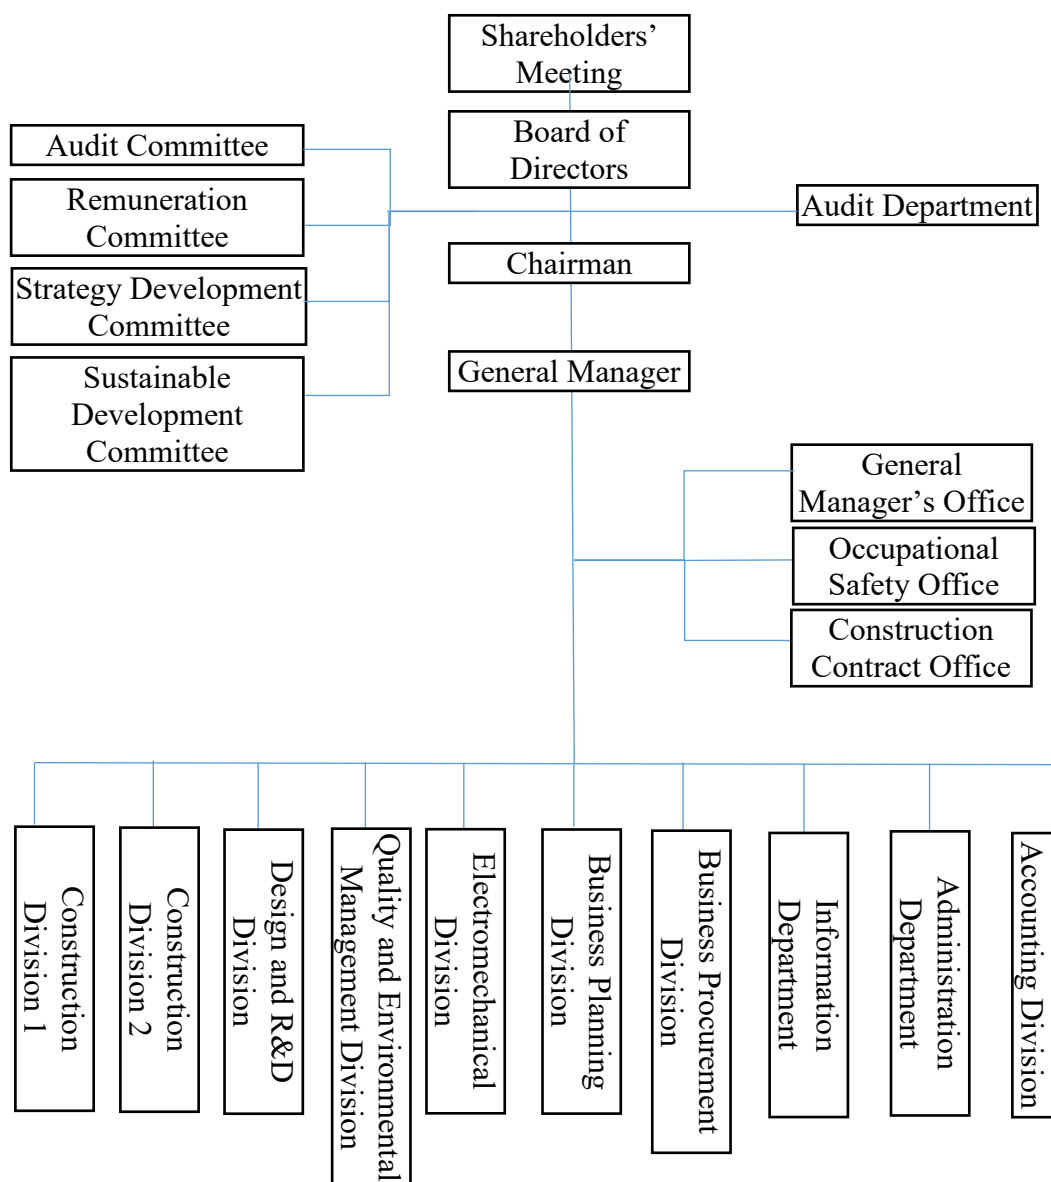 Shareholders’
Meeting
Board of
Directors
Audit Committee
Remuneration
Committee
Audit Department
Chairman
Strategy Development
Committee
General Manager
Sustainable
Development
Committee
General
Manager’s Office
Occupational
Safety Office
Construction
Contract Office
Construction
Division 1
Construction
Division 2
Design and R&D
Division
Quality and Environmental
Management Division
Electromechanical
Division
Business Planning
Division
Business Procurement
Division
Information
Department
Administration
Department
Accounting Division